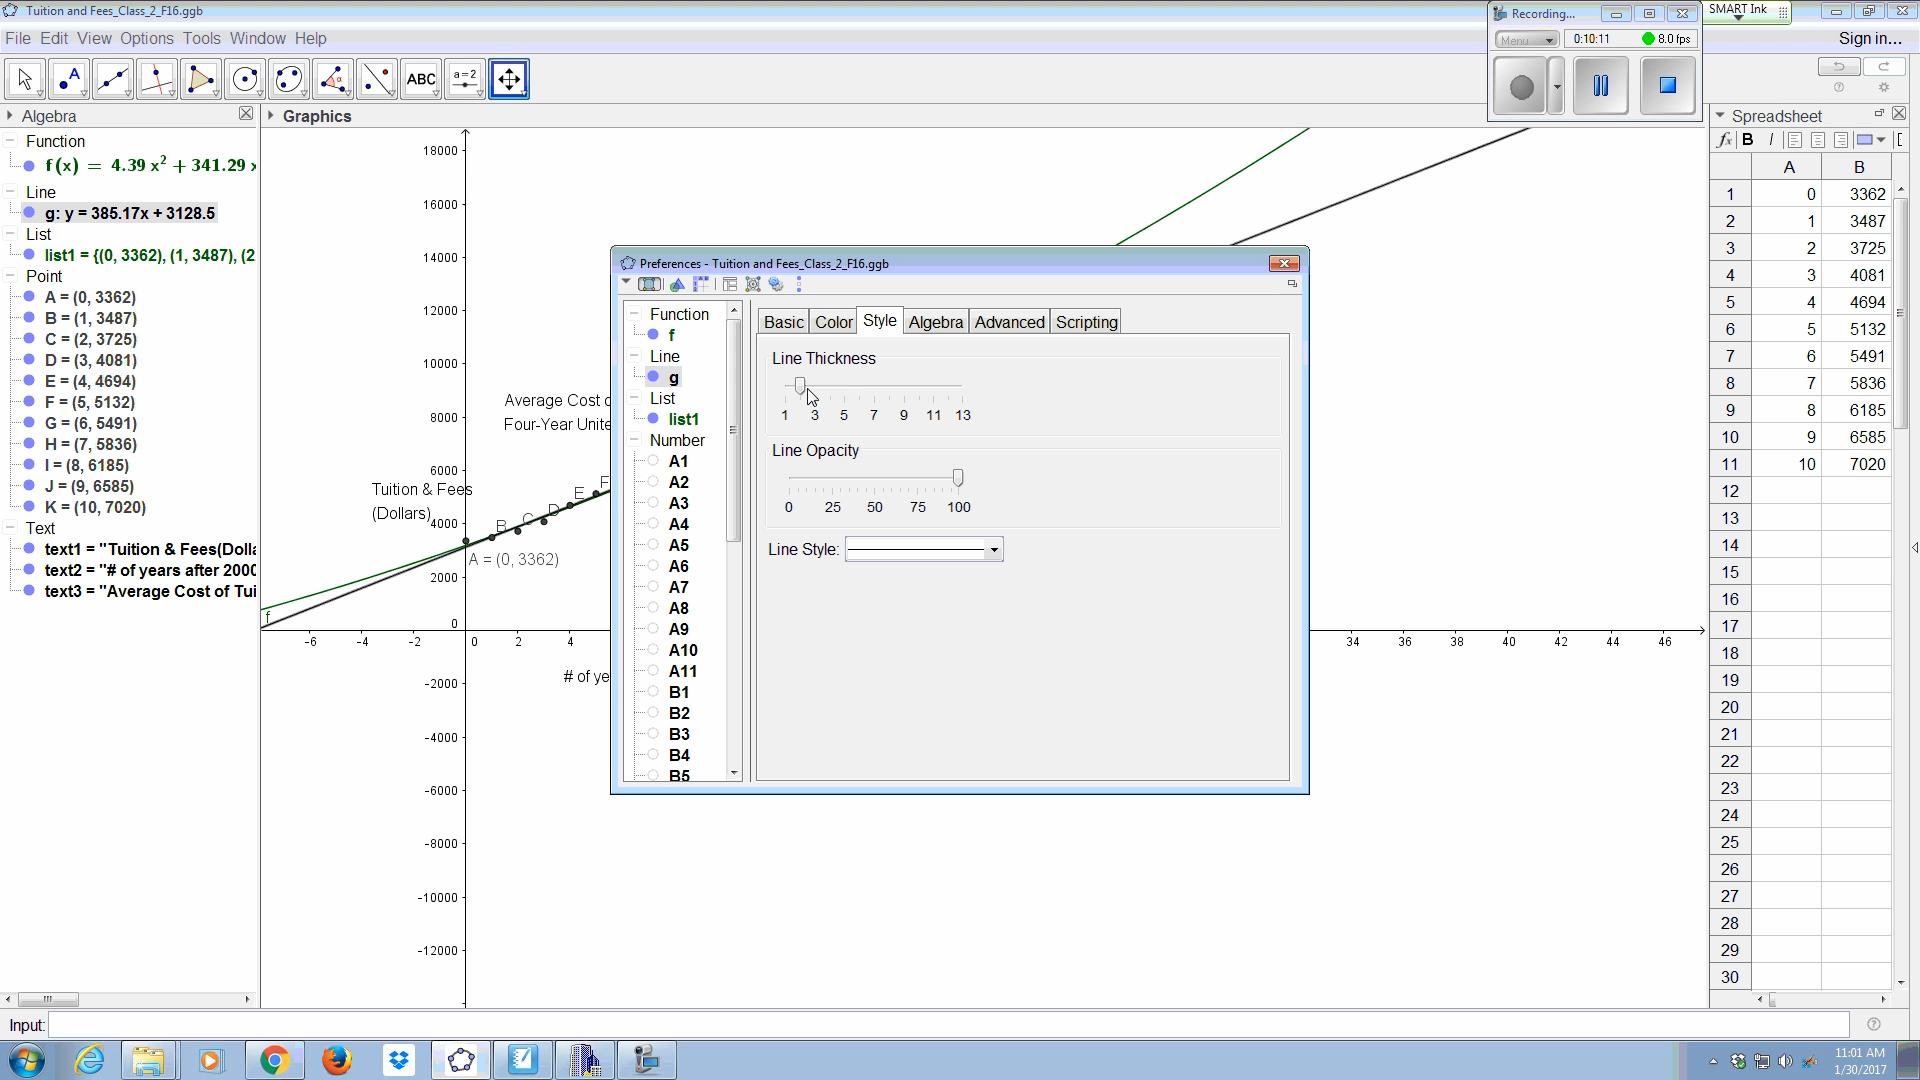 Tuition and Fees_Class_2_F16.ggb
Recording...
SMART Ink
File Edit View Options Tools Window Help
Menu
0:10:11
8.0 fps
Sign in...
ABC
a=2
Algebra
Graphics
Spreadsheet
Function
f(x) = 4.39 x² + 341.29 x
Line
g: y = 385.17x + 3128.5
List
list1 = {(0, 3362), (1, 3487), (2
Point
A = (0, 3362)
B = (1, 3487)
C = (2, 3725)
D = (3, 4081)
E = (4, 4694)
F = (5, 5132)
G = (6, 5491)
H = (7, 5836)
I = (8, 6185)
J = (9, 6585)
K = (10, 7020)
Text
text1 = "Tuition & Fees(Dolla
text2 = "# of years after 2000
text3 = "Average Cost of Tui
18000
16000
14000
12000
10000
8000
6000
4000
2000
0
-2000
-4000
-6000
-8000
-10000
-12000
Average Cost o
Four-Year Unite
Tuition & Fees
(Dollars)
B C D E F
A = (0, 3362)
f
-6 -4 -2 0 2 4
34 36 38 40 42 44 46
# of ye
Preferences - Tuition and Fees_Class_2_F16.ggb
Function
f
Line
g
List
list1
Number
A1
A2
A3
A4
A5
A6
A7
A8
A9
A10
A11
B1
B2
B3
B4
B5
Basic Color Style Algebra Advanced Scripting
Line Thickness
1 3 5 7 9 11 13
Line Opacity
0 25 50 75 100
Line Style:
fx B I
A B
1 0 3362
2 1 3487
3 2 3725
4 3 4081
5 4 4694
6 5 5132
7 6 5491
8 7 5836
9 8 6185
10 9 6585
11 10 7020
12
13
14
15
16
17
18
19
20
21
22
23
24
25
26
27
28
29
30
Input:
11:01 AM
1/30/2017